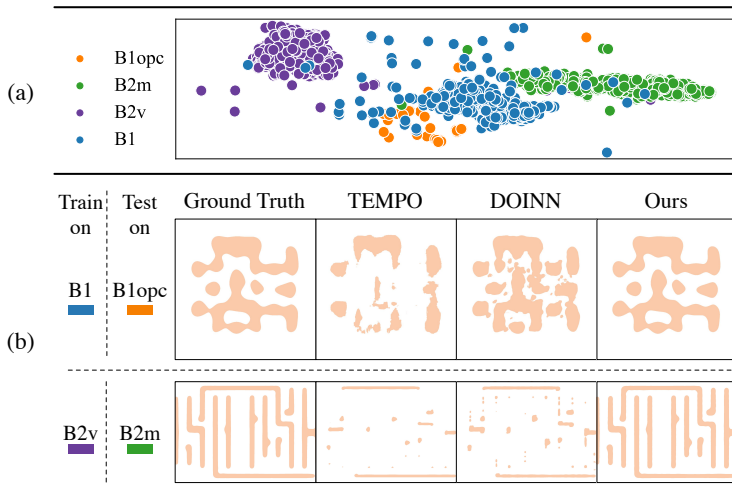 (a)
B1opc
B2m
B2v
B1
(b)
Train on
Test on
Ground Truth
TEMPO
DOINN
Ours
B1
B1opc
B2v
B2m